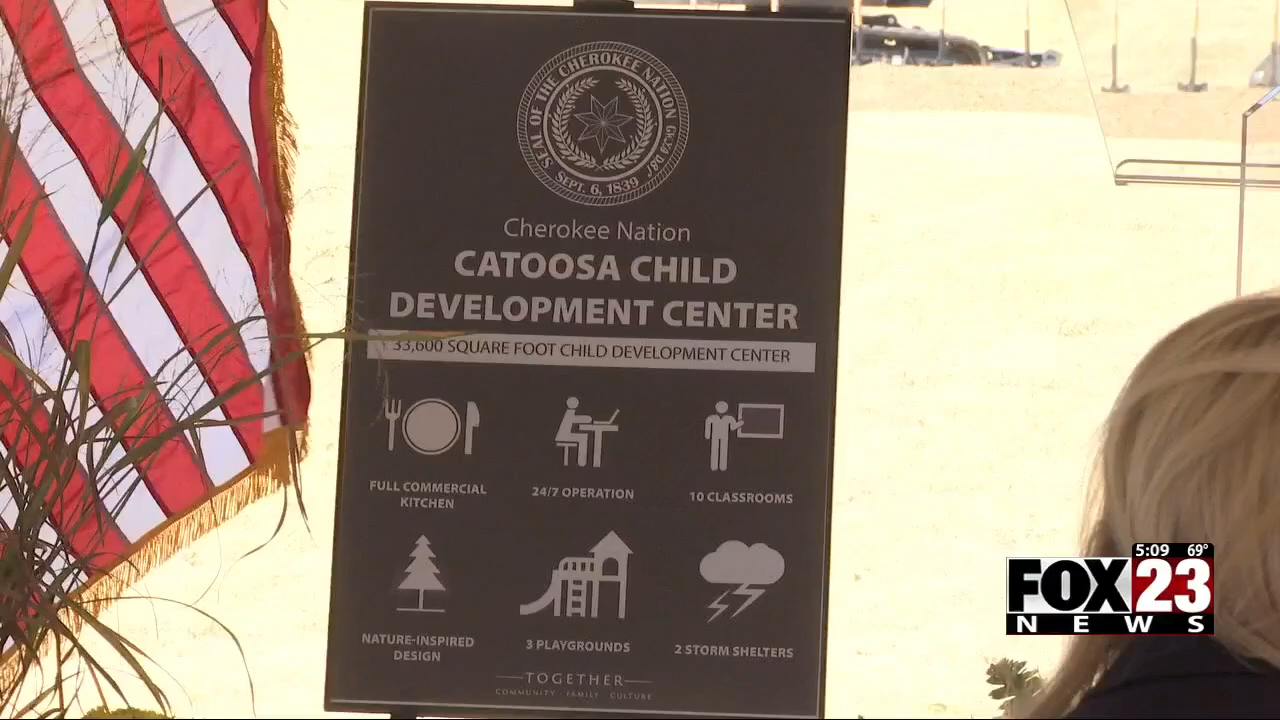 SEAL OF THE CHEROKEE NATION
SEPT. 6, 1839
Cherokee Nation
CATOOSA CHILD
DEVELOPMENT CENTER
33,600 SQUARE FOOT CHILD DEVELOPMENT CENTER
FULL COMMERCIAL
KITCHEN
24/7 OPERATION
10 CLASSROOMS
NATURE-INSPIRED
DESIGN
3 PLAYGROUNDS
2 STORM SHELTERS
TOGETHER
COMMUNITY · FAMILY · CULTURE
5:09 69°
FOX 23
NEWS